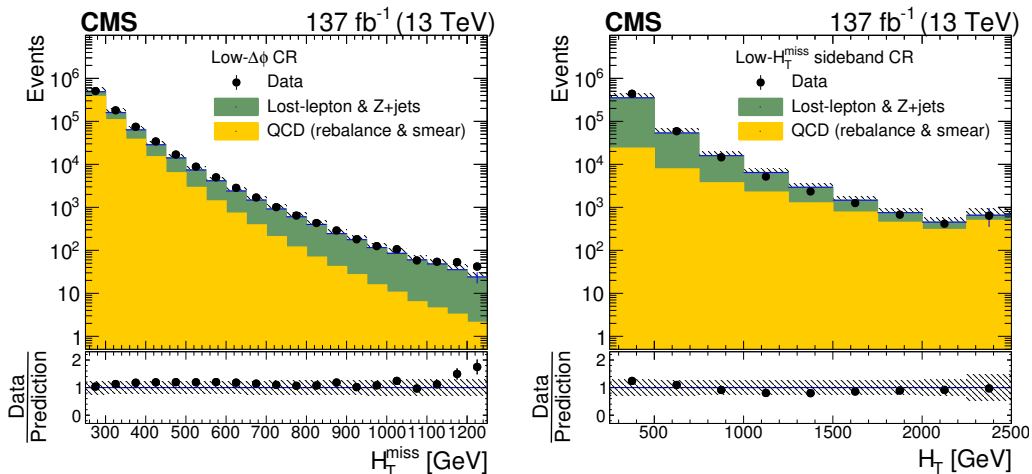 CMS 137 fb⁻¹ (13 TeV)
Low-Δϕ CR
Data
Lost-lepton & Z+jets
QCD (rebalance & smear)
Events
10⁶
10⁵
10⁴
10³
10²
10
1
Data
Prediction
2
1
0
300 400 500 600 700 800 900 1000 1100 1200
H_T^miss [GeV]
CMS 137 fb⁻¹ (13 TeV)
Low-H_T^miss sideband CR
Data
Lost-lepton & Z+jets
QCD (rebalance & smear)
Events
10⁶
10⁵
10⁴
10³
10²
10
1
Data
Prediction
2
1
0
500 1000 1500 2000 2500
H_T [GeV]